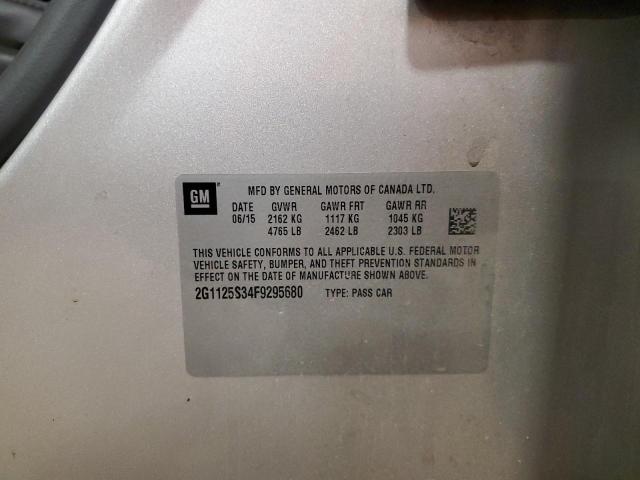 GM
MFD BY GENERAL MOTORS OF CANADA LTD.
DATE GVWR GAWR FRT GAWR RR
06/15 2162 KG 1117 KG 1045 KG
4765 LB 2462 LB 2303 LB
THIS VEHICLE CONFORMS TO ALL APPLICABLE U.S. FEDERAL MOTOR
VEHICLE SAFETY, BUMPER, AND THEFT PREVENTION STANDARDS IN
EFFECT ON THE DATE OF MANUFACTURE SHOWN ABOVE.
2G1125S34F9295680 TYPE: PASS CAR